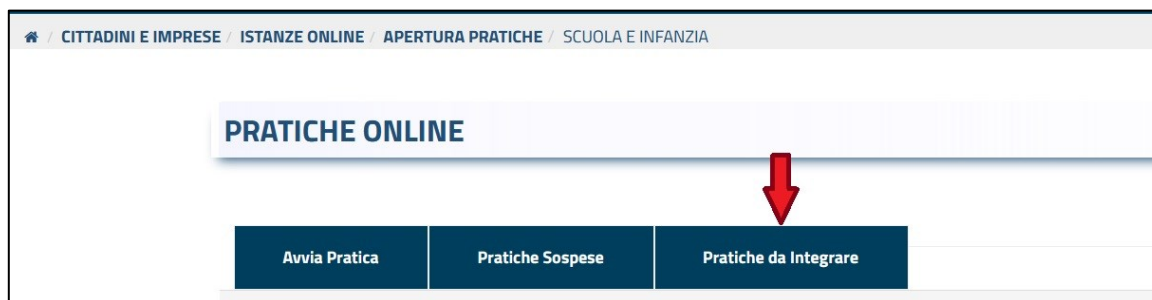 / CITTADINI E IMPRESE / ISTANZE ONLINE / APERTURA PRATICHE / SCUOLA E INFANZIA
PRATICHE ONLINE
Avvia Pratica Pratiche Sospese Pratiche da Integrare